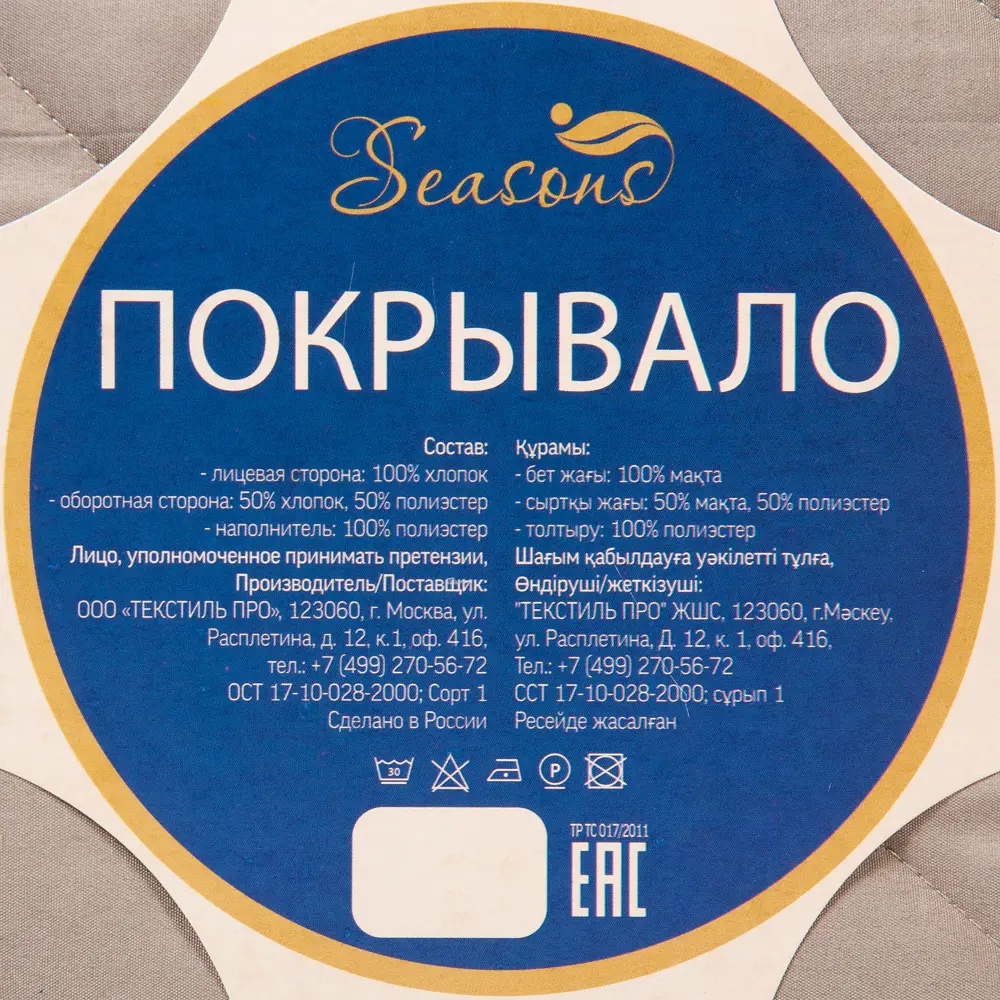 Seasons
ПОКРЫВАЛО
Состав:
- лицевая сторона: 100% хлопок
- оборотная сторона: 50% хлопок, 50% полиэстер
- наполнитель: 100% полиэстер
Лицо, уполномоченное принимать претензии,
Производитель/Поставщик:
ООО «ТЕКСТИЛЬ ПРО», 123060, г. Москва, ул.
Расплетина, д. 12, к.1, оф. 416,
тел.: +7 (499) 270-56-72
ОСТ 17-10-028-2000; Сорт 1
Сделано в России
Құрамы:
- бет жағы: 100% мақта
- сыртқы жағы: 50% мақта, 50% полиэстер
- толтыру: 100% полиэстер
Шағым қабылдауға уәкілетті тұлға,
Өндіруші/жеткізуші:
"ТЕКСТИЛЬ ПРО" ЖШС, 123060, г.Мәскеу,
ул. Расплетина, Д. 12, к. 1, оф. 416,
Тел.: +7 (499) 270-56-72
ССТ 17-10-028-2000; сұрып 1
Ресейде жасалған
30
P
ТР ТС 017/2011
ЕАС